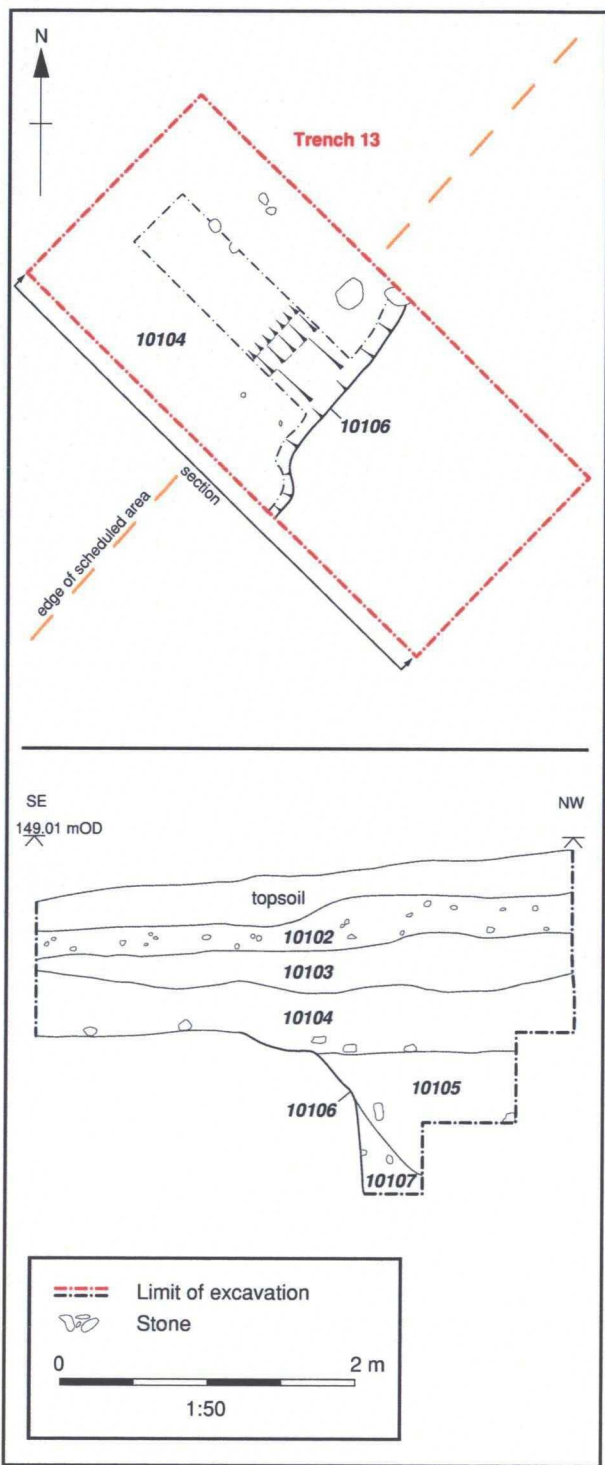 N
Trench 13
10104
10106
section
edge of scheduled area
SE
NW
149.01 mOD
topsoil
10102
10103
10104
10105
10106
10107
Limit of excavation
Stone
0 2 m
1:50